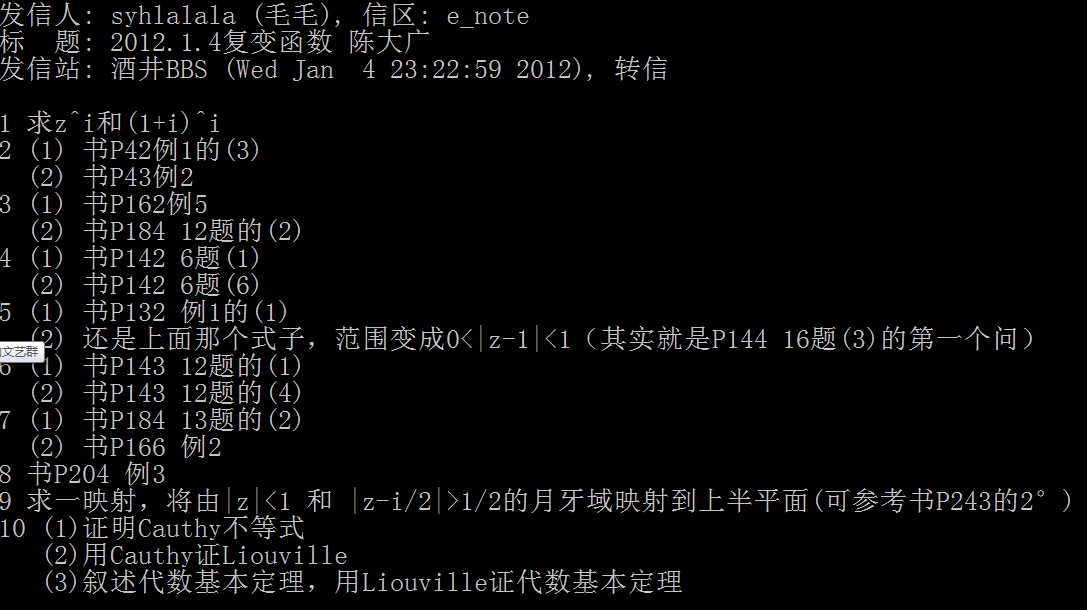 发信人: syhlalala (毛毛), 信区: e_note
标　题: 2012.1.4复变函数 陈大广
发信站: 酒井BBS (Wed Jan  4 23:22:59 2012), 转信
1 求z^i和(1+i)^i
2 (1) 书P42例1的(3)
(2) 书P43例2
3 (1) 书P162例5
(2) 书P184 12题的(2)
4 (1) 书P142 6题(1)
(2) 书P142 6题(6)
5 (1) 书P132 例1的(1)
(2) 还是上面那个式子，范围变成0<|z-1|<1（其实就是P144 16题(3)的第一个问）
文艺群
6 (1) 书P143 12题的(1)
(2) 书P143 12题的(4)
7 (1) 书P184 13题的(2)
(2) 书P166 例2
8 书P204 例3
9 求一映射，将由|z|<1 和 |z-i/2|>1/2的月牙域映射到上半平面(可参考书P243的2°)
10 (1)证明Cauthy不等式
(2)用Cauthy证Liouville
(3)叙述代数基本定理，用Liouville证代数基本定理